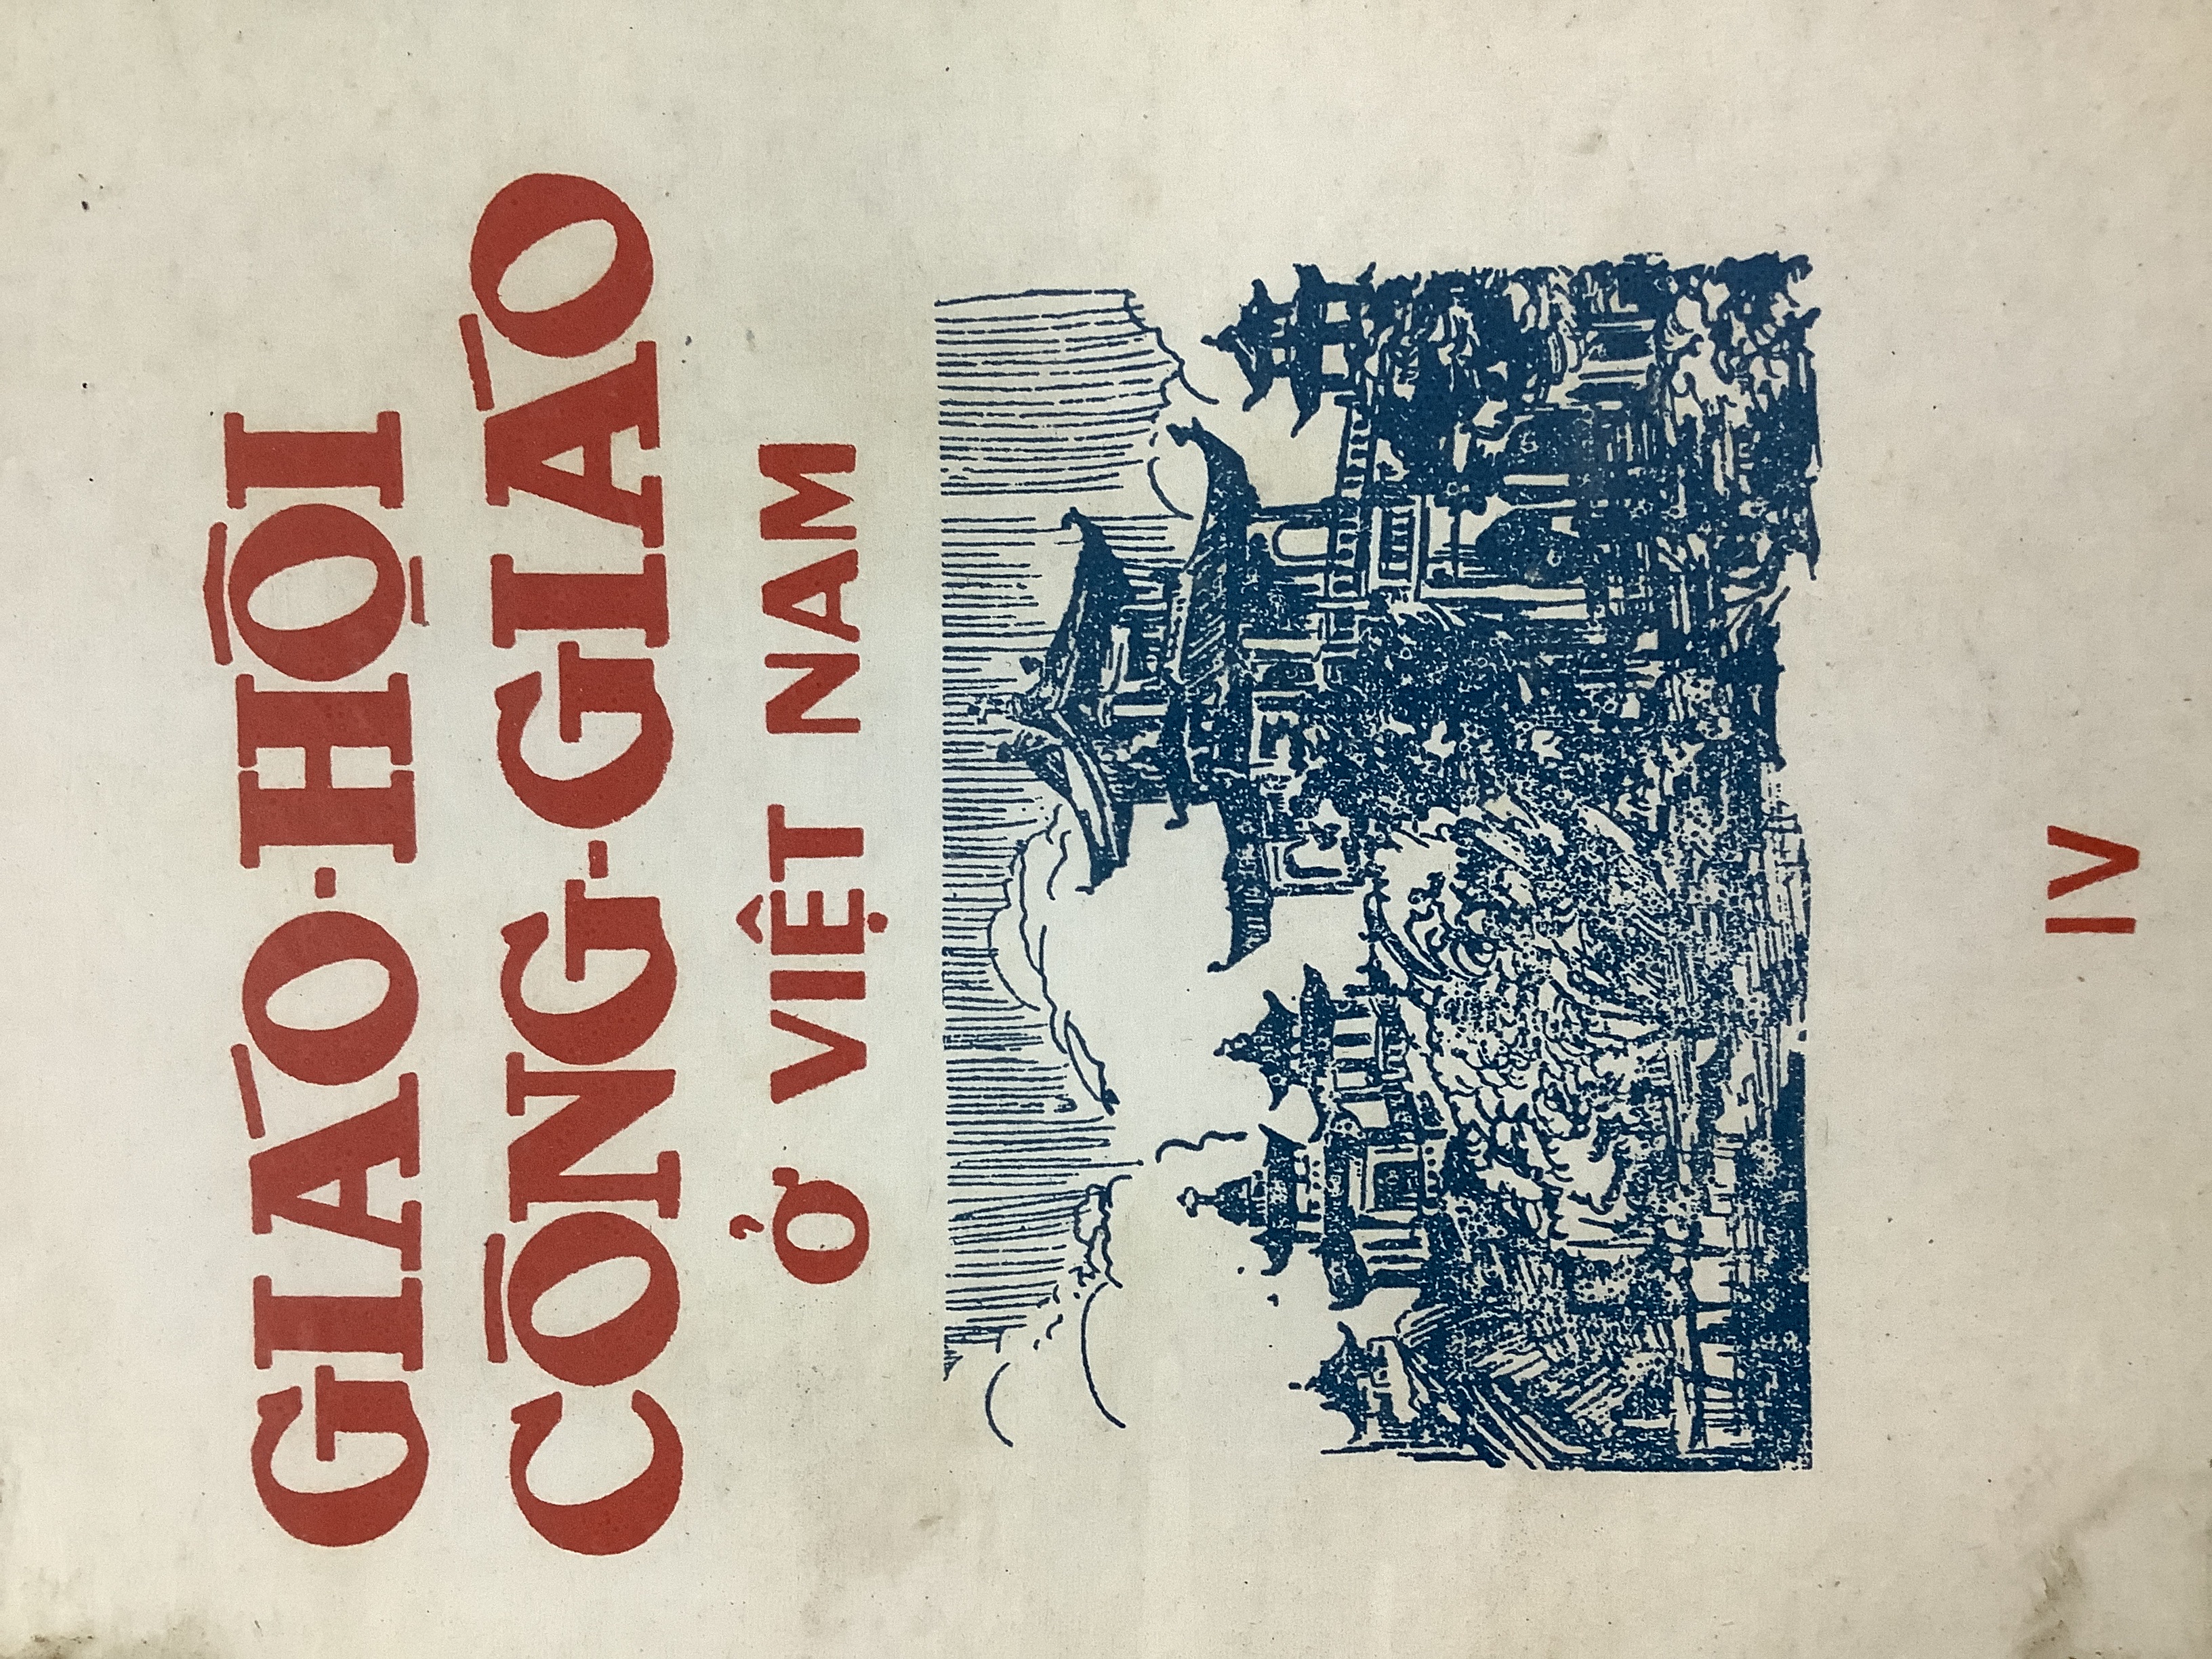 GIÁO-HỘI
CÔNG-GIÁO
Ở VIỆT NAM
IV